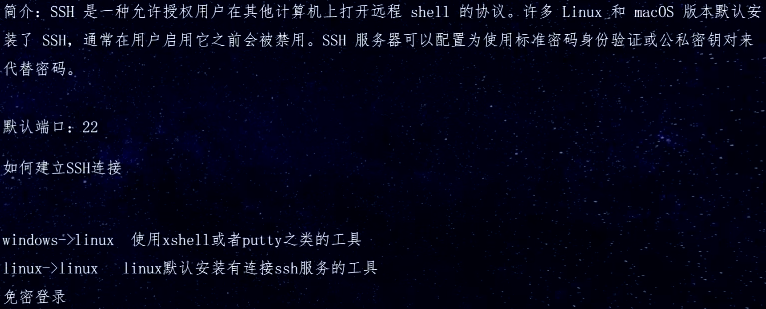 简介：SSH 是一种允许授权用户在其他计算机上打开远程 shell 的协议。许多 Linux 和 macOS 版本默认安
装了 SSH，通常在用户启用它之前会被禁用。SSH 服务器可以配置为使用标准密码身份验证或公私密钥对来
代替密码。
默认端口：22
如何建立SSH连接
windows->linux 使用xshell或者putty之类的工具
linux->linux linux默认安装有连接ssh服务的工具
免密登录